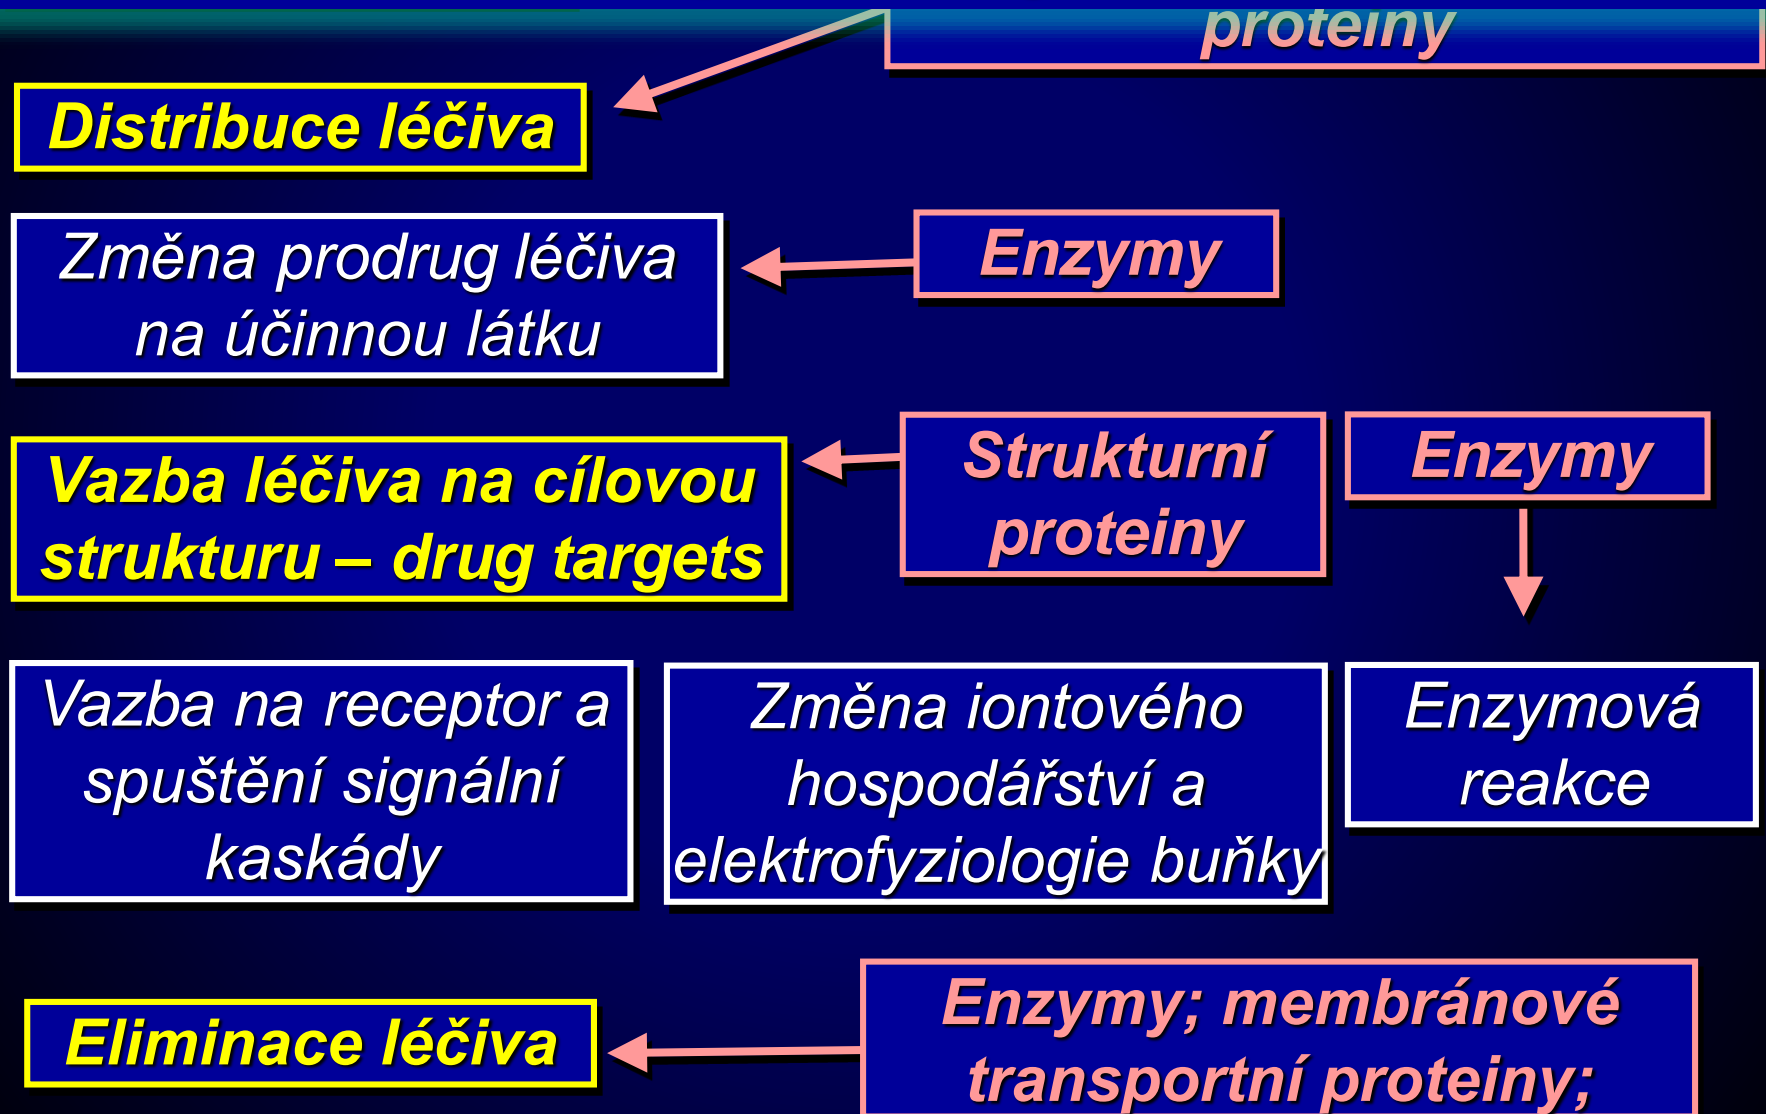 proteiny
Distribuce léčiva
Změna prodrug léčiva
na účinnou látku
Enzymy
Vazba léčiva na cílovou
strukturu – drug targets
Strukturní
proteiny
Enzymy
Vazba na receptor a
spuštění signální
kaskády
Změna iontového
hospodářství a
elektrofyziologie buňky
Enzymová
reakce
Eliminace léčiva
Enzymy; membránové
transportní proteiny;